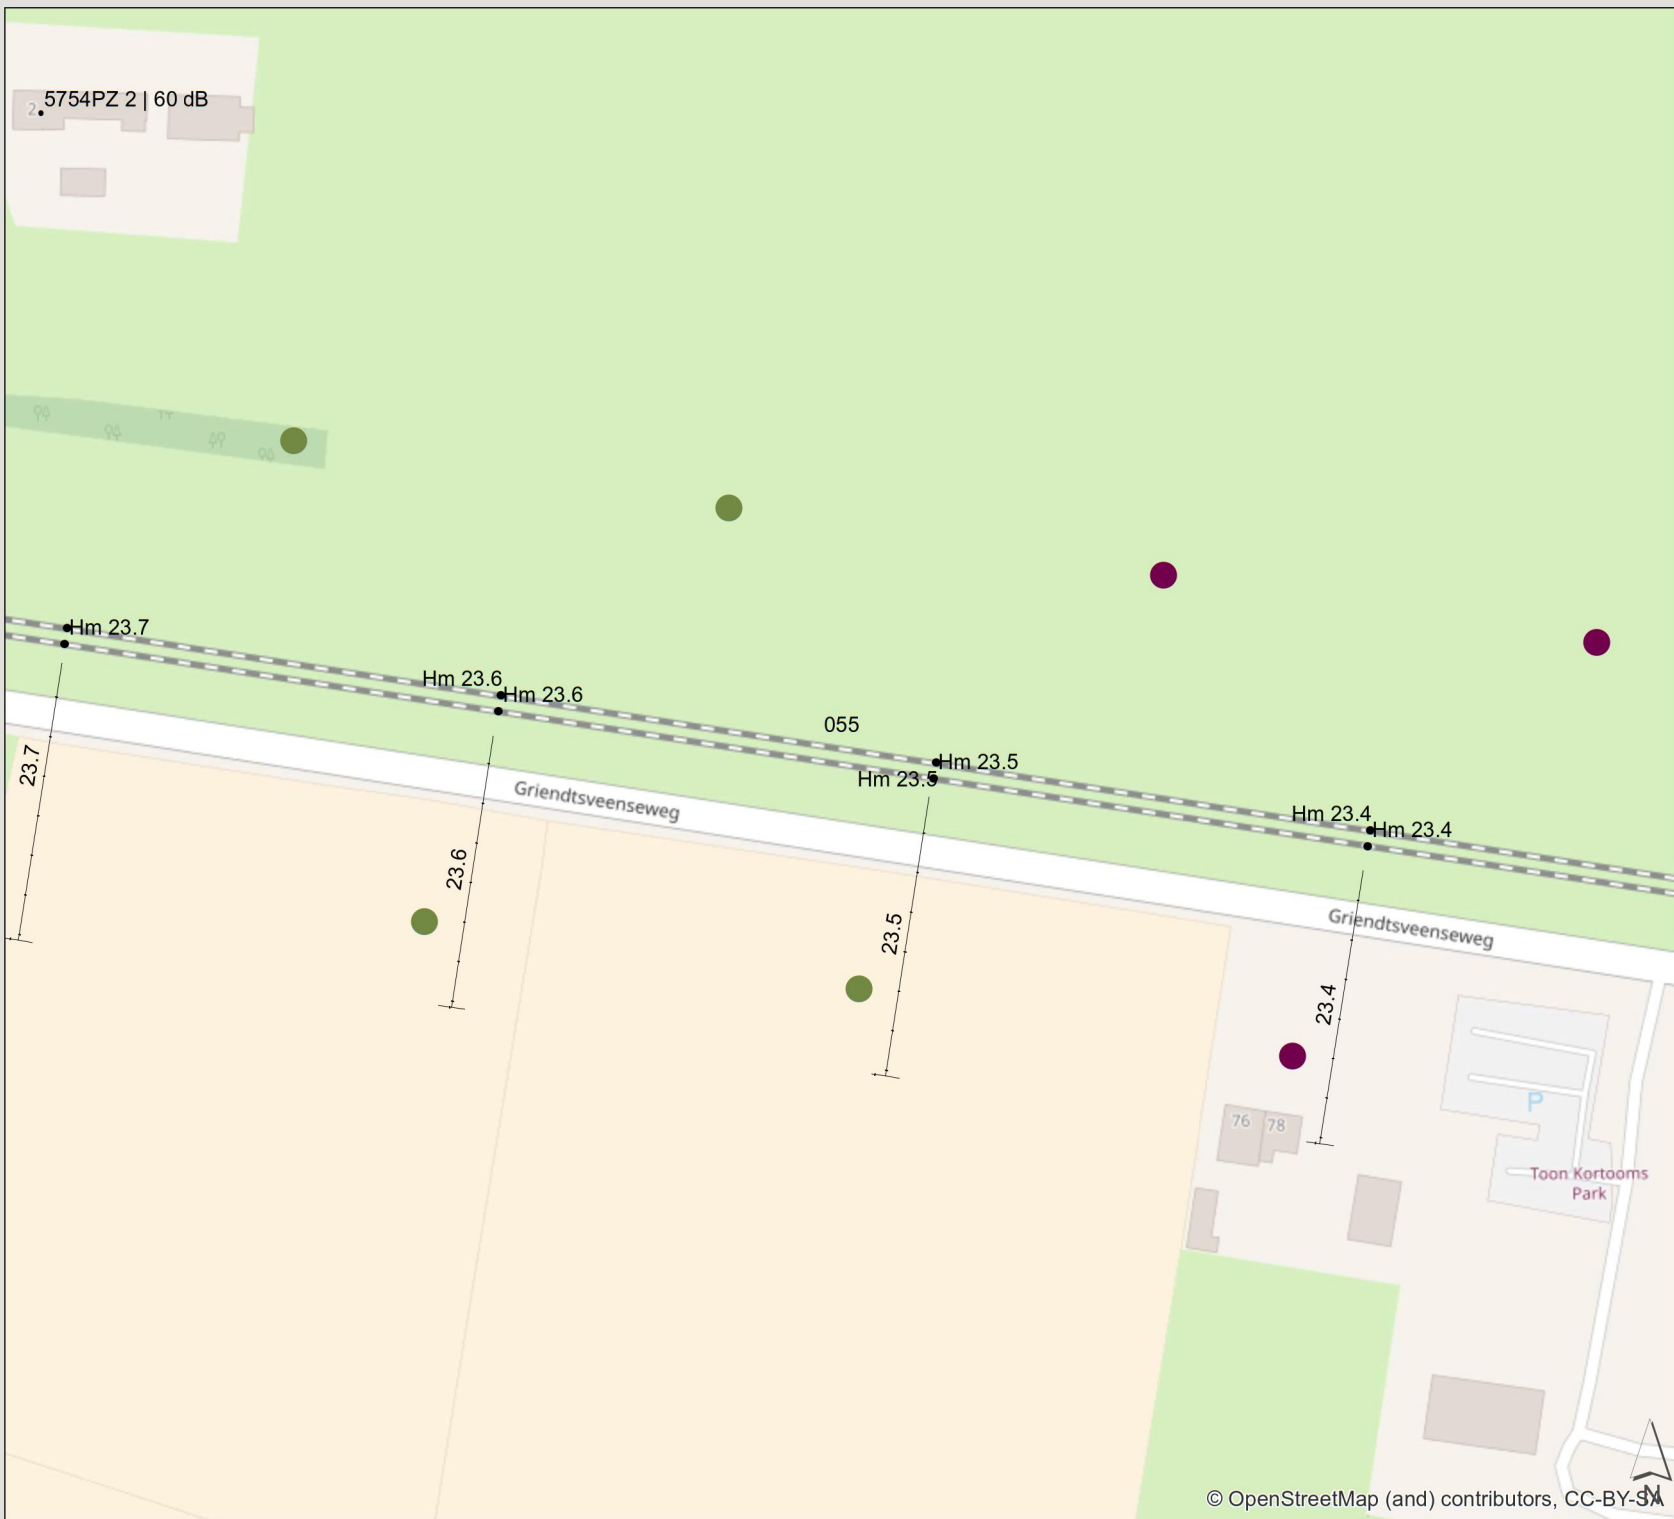 5754PZ 2 | 60 dB
2
Hm 23.7
Hm 23.6
Hm 23.6
055
Hm 23.5
Hm 23.5
Hm 23.4
Hm 23.4
23.7
Griendtsveenseweg
23.6
23.5
Griendtsveenseweg
23.4
P
76 78
Toon Kortooms
Park
N
© OpenStreetMap (and) contributors, CC-BY-SA